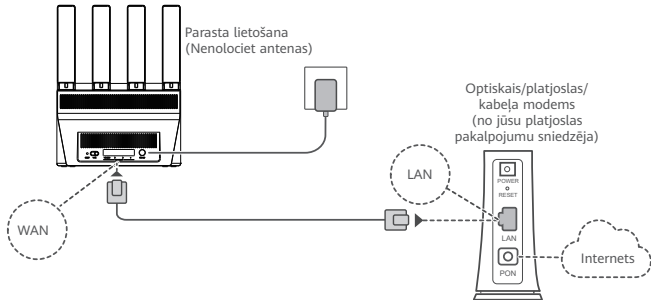 Parasta lietošana
(Nenolociet antenas)
Optiskais/platjoslas/
kabeļa modems
(no jūsu platjoslas
pakalpojumu sniedzēja)
LAN
POWER
RESET
WAN
LAN
PON
Internets